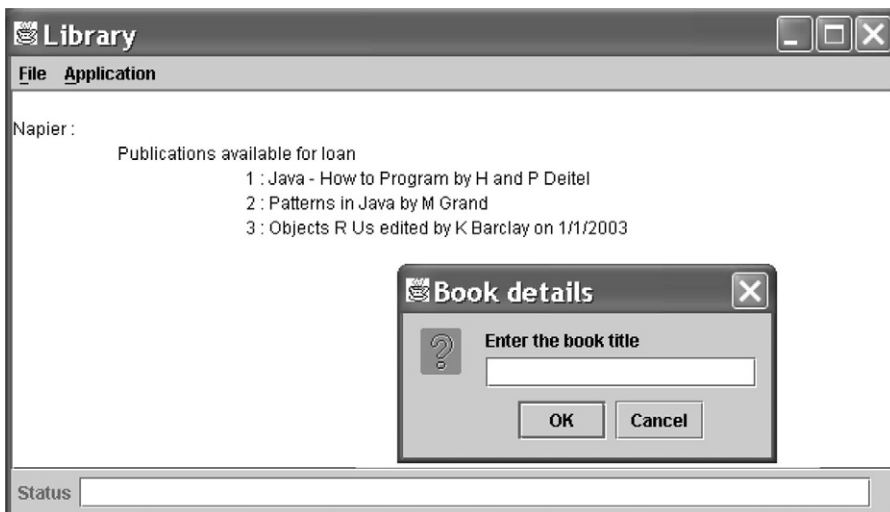 Library
File Application
Napier :
Publications available for loan
1 : Java - How to Program by H and P Deitel
2 : Patterns in Java by M Grand
3 : Objects R Us edited by K Barclay on 1/1/2003
Book details
Enter the book title
OK Cancel
Status